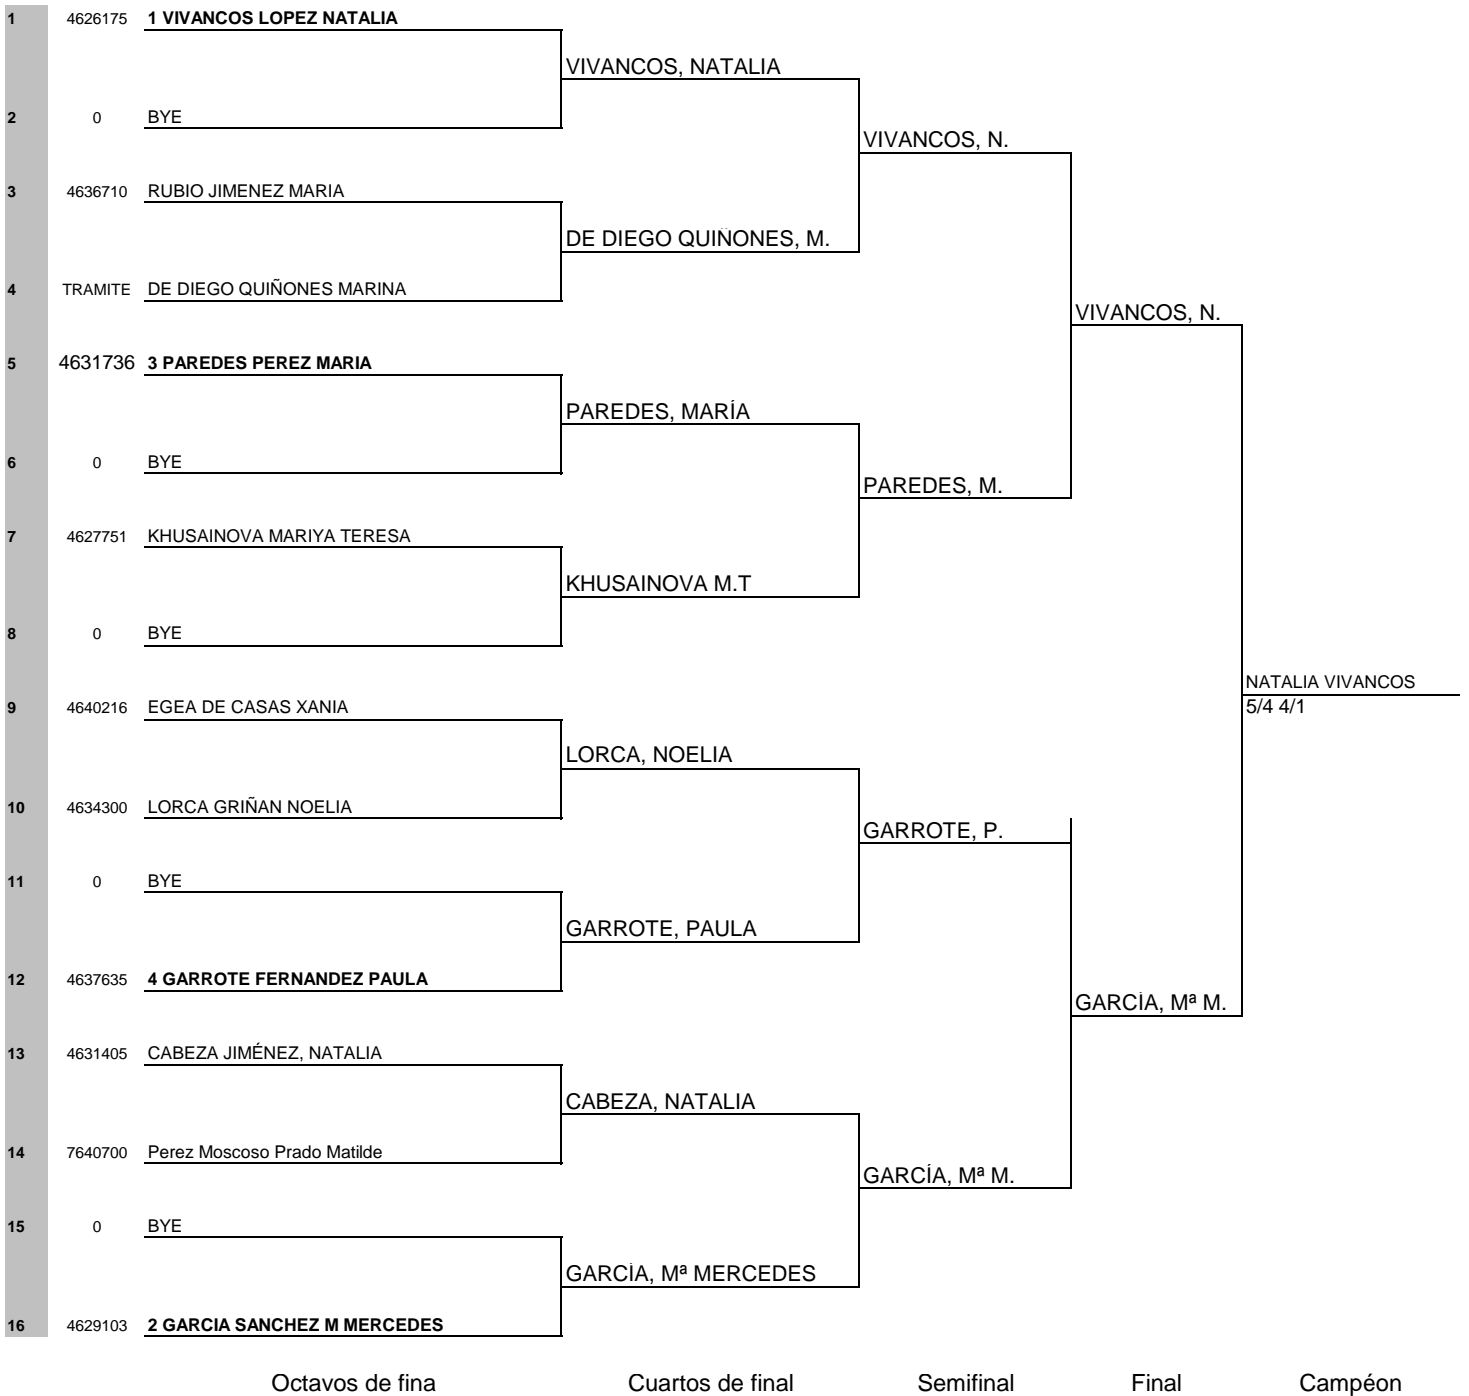 1 4626175 1 VIVANCOS LOPEZ NATALIA
VIVANCOS, NATALIA
2 0 BYE
VIVANCOS, N.
3 4636710 RUBIO JIMENEZ MARIA
DE DIEGO QUIÑONES, M.
4 TRAMITE DE DIEGO QUIÑONES MARINA
VIVANCOS, N.
5 4631736 3 PAREDES PEREZ MARIA
PAREDES, MARÍA
6 0 BYE
PAREDES, M.
7 4627751 KHUSAINOVA MARIYA TERESA
KHUSAINOVA M.T
8 0 BYE
NATALIA VIVANCOS
9 4640216 EGEA DE CASAS XANIA
5/4 4/1
LORCA, NOELIA
10 4634300 LORCA GRIÑAN NOELIA
GARROTE, P.
11 0 BYE
GARROTE, PAULA
12 4637635 4 GARROTE FERNANDEZ PAULA
GARCÍA, Mª M.
13 4631405 CABEZA JIMÉNEZ, NATALIA
CABEZA, NATALIA
14 7640700 Perez Moscoso Prado Matilde
GARCÍA, Mª M.
15 0 BYE
GARCÍA, Mª MERCEDES
16 4629103 2 GARCIA SANCHEZ M MERCEDES
Octavos de fina Cuartos de final Semifinal Final Campéon